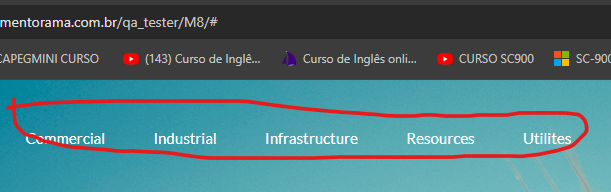 mentorama.com.br/qa_tester/M8/#
CAPEGMINI CURSO (143) Curso de Inglê... Curso de Inglês onli... CURSO SC900 SC-900
Commercial Industrial Infrastructure Resources Utilites